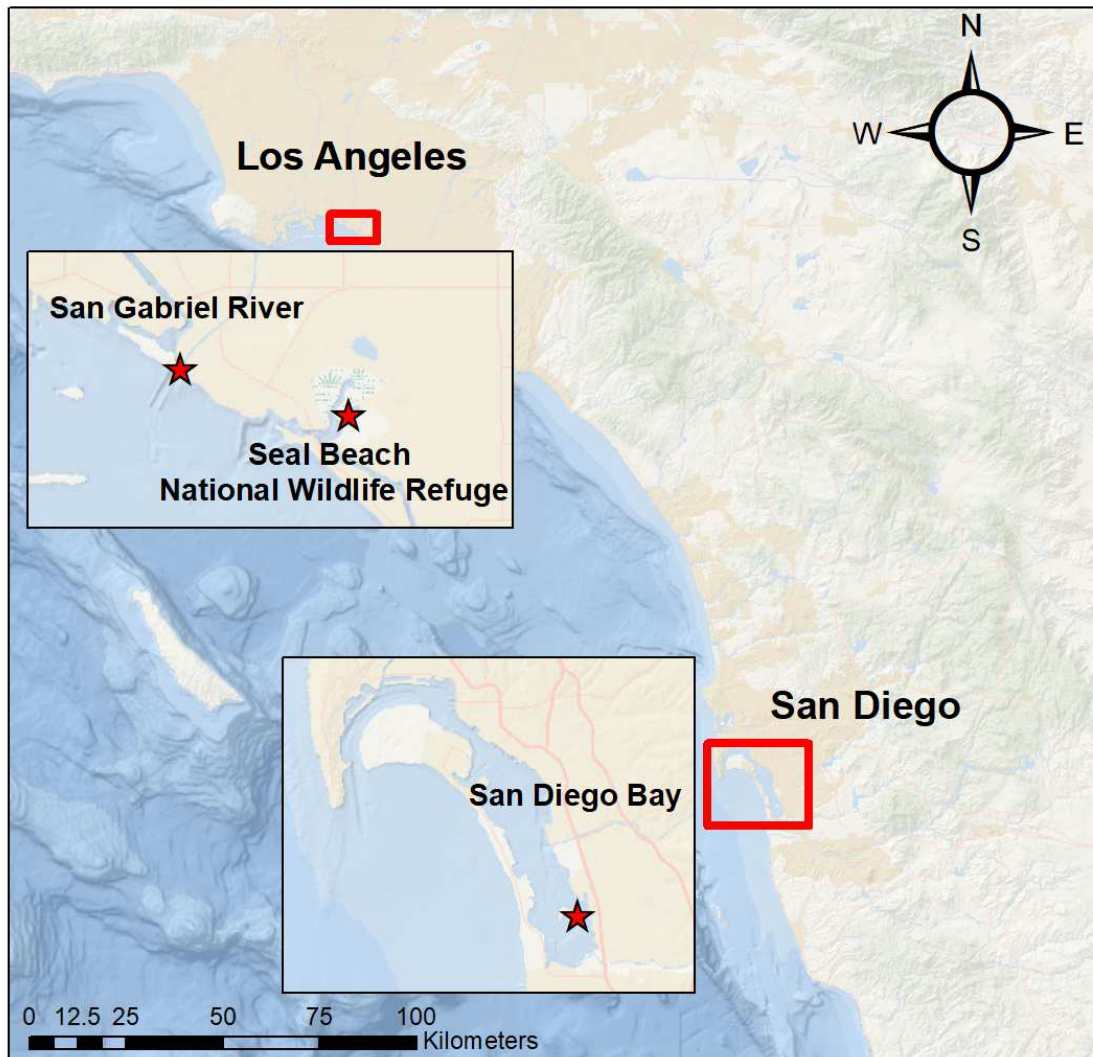 N
W E
S
Los Angeles
San Gabriel River
Seal Beach
National Wildlife Refuge
San Diego
San Diego Bay
0 12.5 25 50 75 100
Kilometers